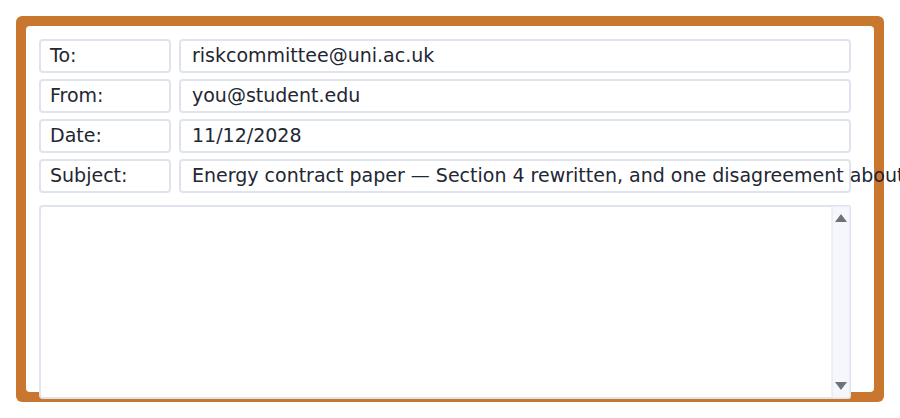 To: riskcommittee@uni.ac.uk
From: you@student.edu
Date: 11/12/2028
Subject: Energy contract paper — Section 4 rewritten, and one disagreement about